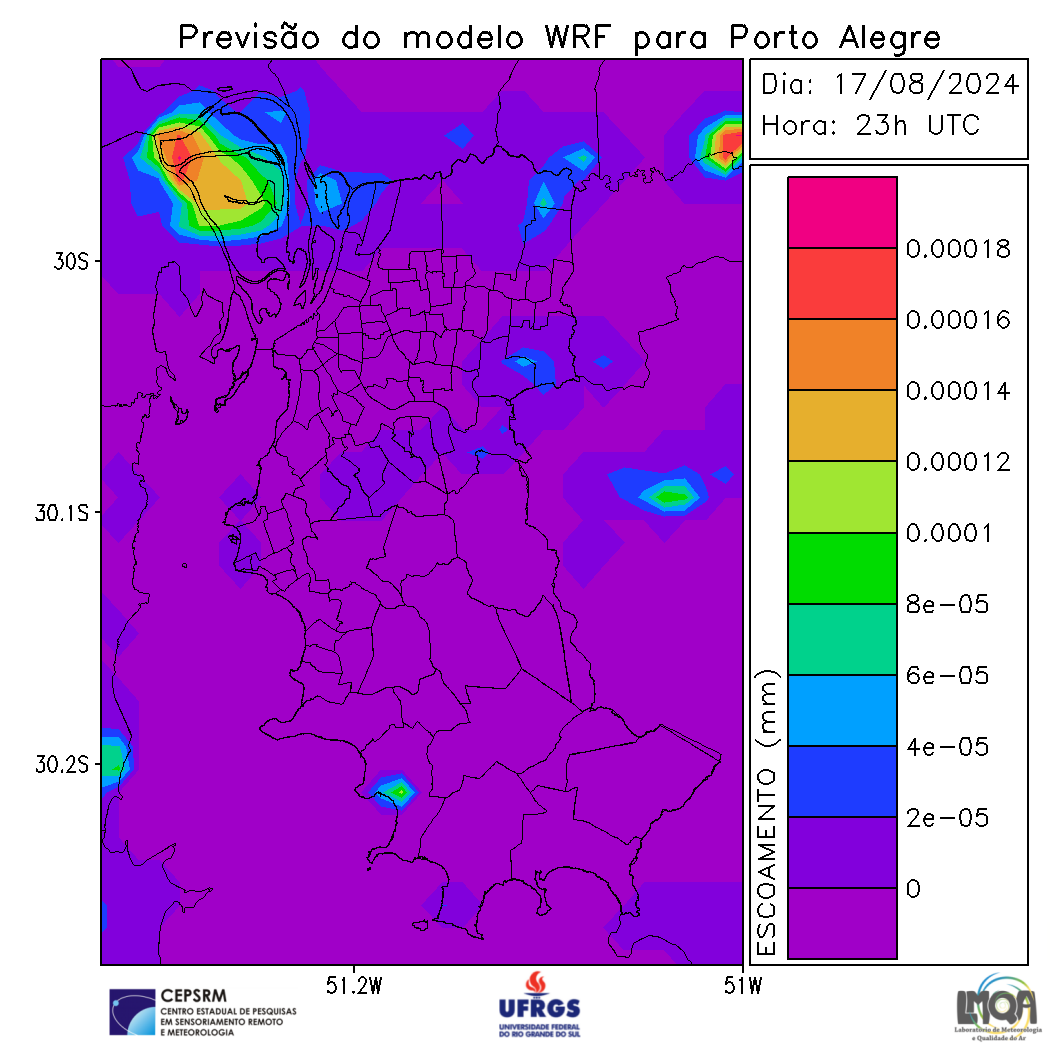 Previsão do modelo WRF para Porto Alegre
Dia: 17/08/2024
Hora: 23h UTC
30S
30.1S
30.2S
51.2W
51W
ESCOAMENTO (mm)
0.00018
0.00016
0.00014
0.00012
0.0001
8e-05
6e-05
4e-05
2e-05
0
CEPSRM
CENTRO ESTADUAL DE PESQUISAS
EM SENSORIAMENTO REMOTO
E METEOROLOGIA
UFRGS
UNIVERSIDADE FEDERAL
DO RIO GRANDE DO SUL
LMQA
Laboratório de Meteorologia
e Qualidade do Ar